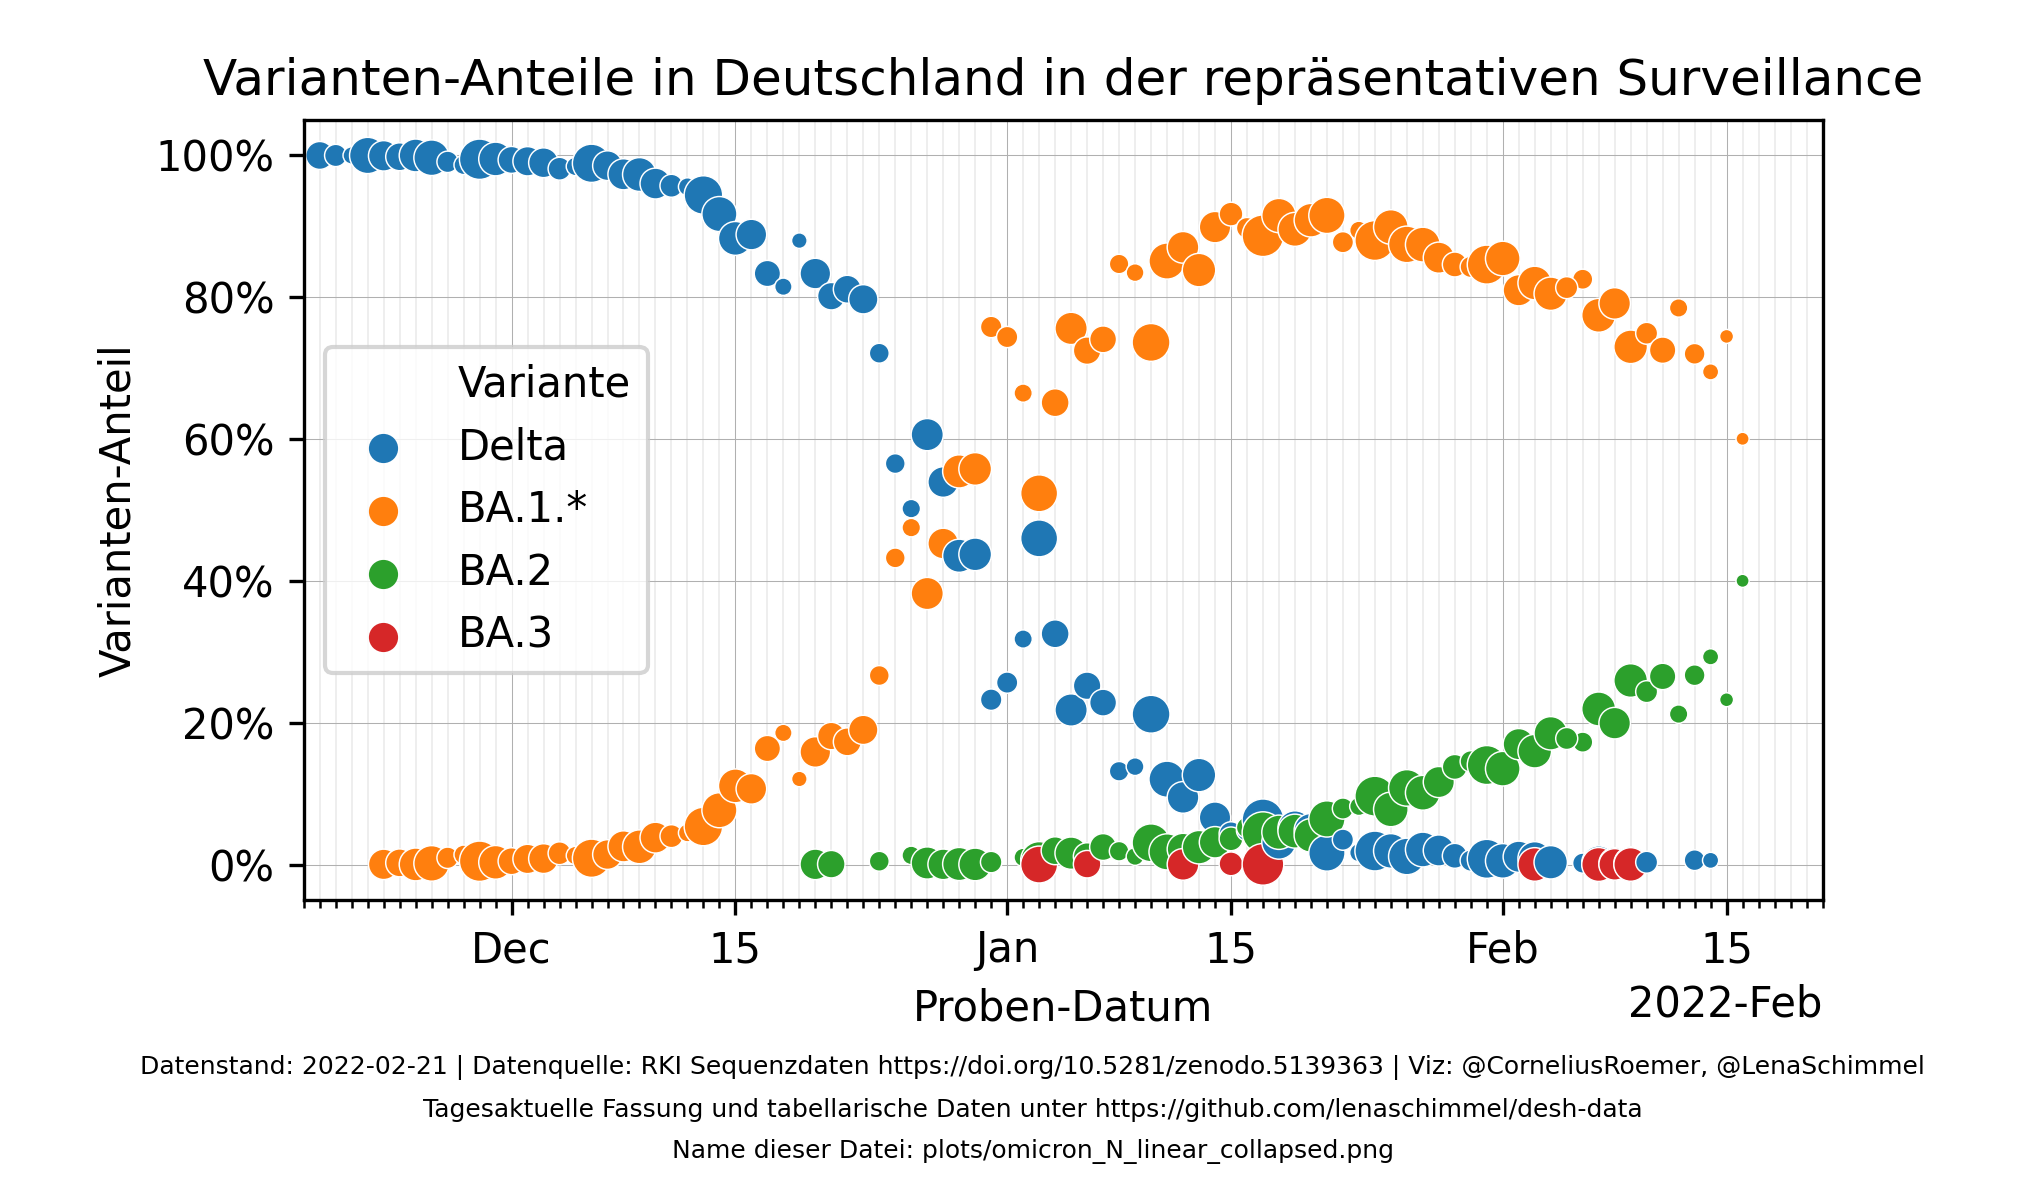 Varianten-Anteile in Deutschland in der repräsentativen Surveillance
Varianten-Anteil
100%
80%
60%
40%
20%
0%
Variante
Delta
BA.1.*
BA.2
BA.3
Dec 15 Jan 15 Feb 15
Proben-Datum
2022-Feb
Datenstand: 2022-02-21 | Datenquelle: RKI Sequenzdaten https://doi.org/10.5281/zenodo.5139363 | Viz: @CorneliusRoemer, @LenaSchimmel
Tagesaktuelle Fassung und tabellarische Daten unter https://github.com/lenaschimmel/desh-data
Name dieser Datei: plots/omicron_N_linear_collapsed.png